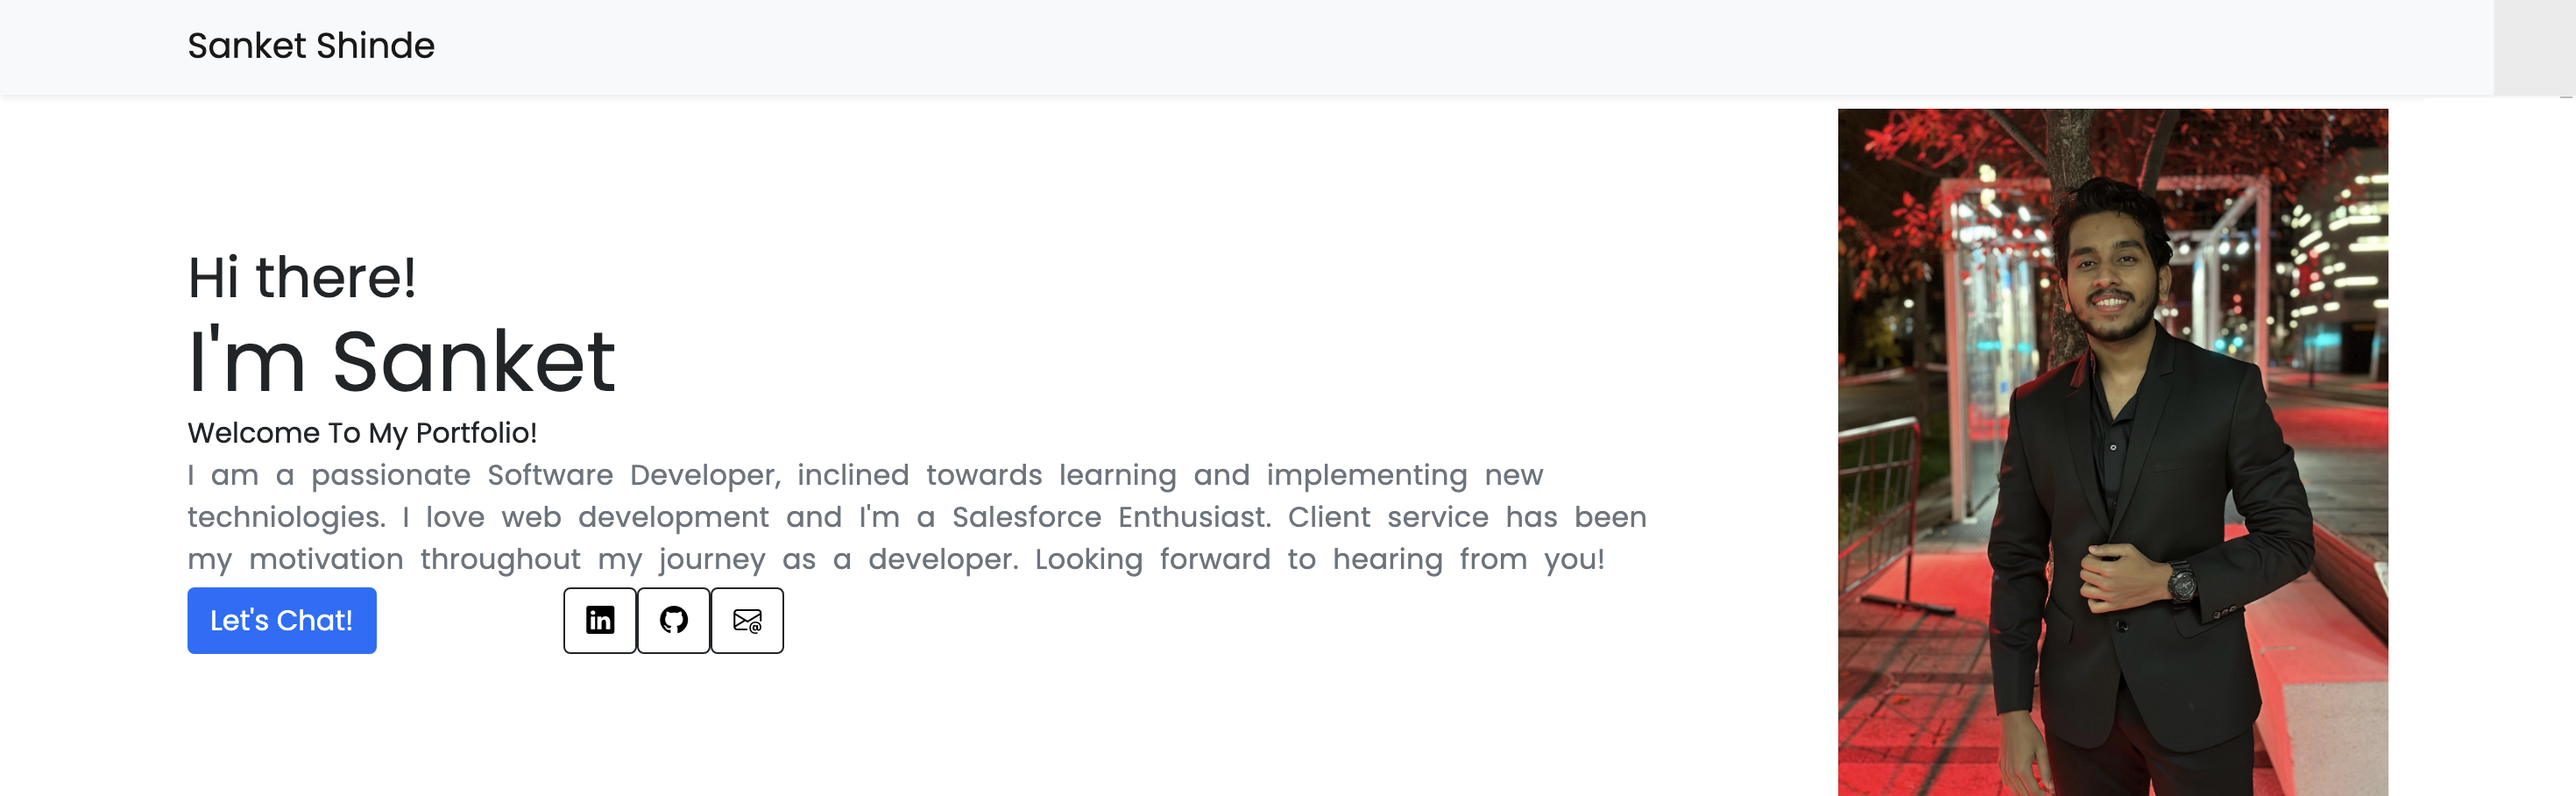 Sanket Shinde
Hi there!
I'm Sanket
Welcome To My Portfolio!
I am a passionate Software Developer, inclined towards learning and implementing new
techniologies. I love web development and I'm a Salesforce Enthusiast. Client service has been
my motivation throughout my journey as a developer. Looking forward to hearing from you!
Let's Chat!
in
@